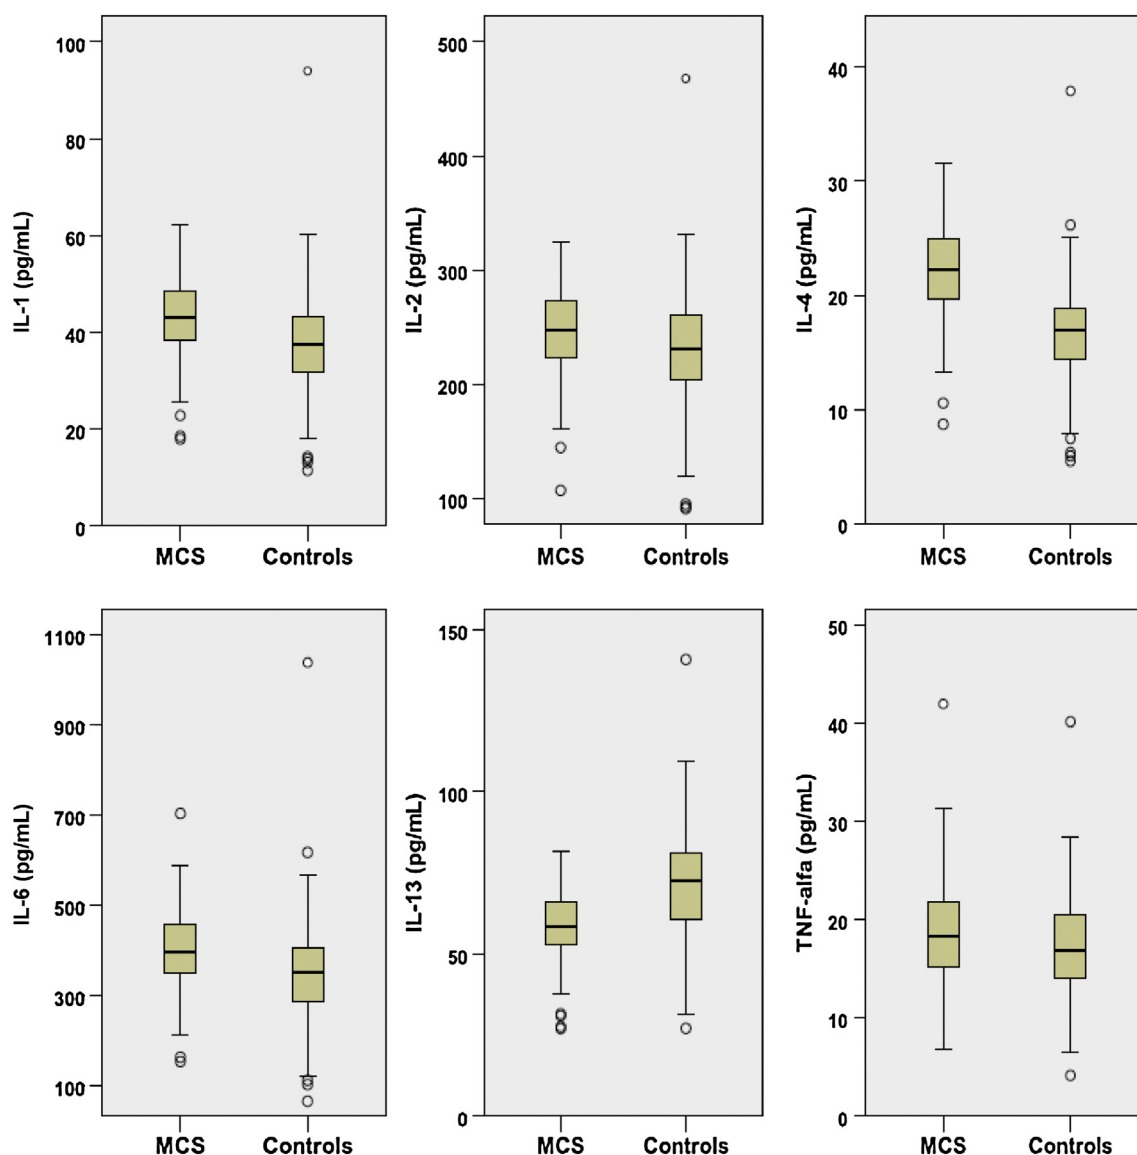 IL-1 (pg/mL)
100
80
60
40
20
0
MCS Controls
IL-2 (pg/mL)
500
400
300
200
100
MCS Controls
IL-4 (pg/mL)
40
30
20
10
0
MCS Controls
IL-6 (pg/mL)
1100
900
700
500
300
100
MCS Controls
IL-13 (pg/mL)
150
100
50
0
MCS Controls
TNF-alfa (pg/mL)
50
40
30
20
10
0
MCS Controls